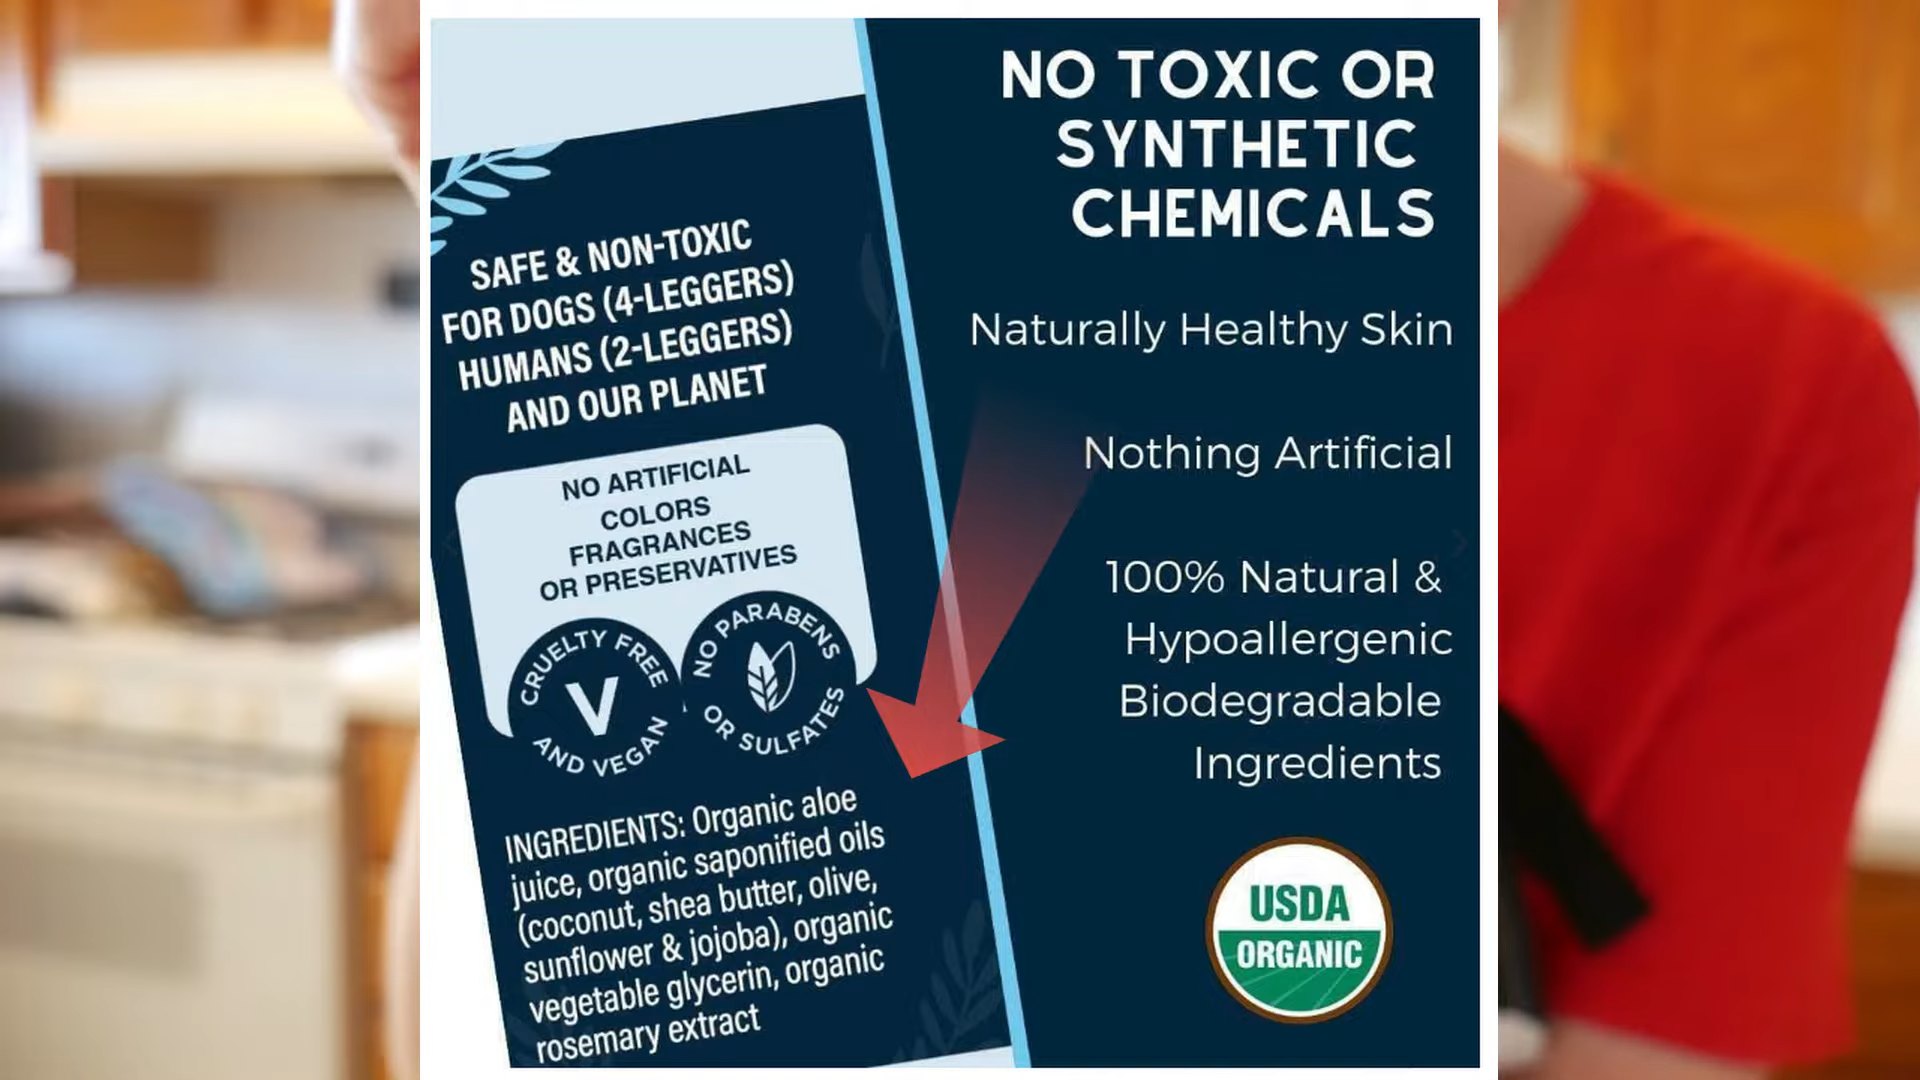 SAFE & NON-TOXIC
FOR DOGS (4-LEGGERS)
HUMANS (2-LEGGERS)
AND OUR PLANET
NO ARTIFICIAL
COLORS
FRAGRANCES
OR PRESERVATIVES
CRUELTY FREE
V
AND VEGAN
NO PARABENS
OR SULFATES
INGREDIENTS: Organic aloe
juice, organic saponified oils
(coconut, shea butter, olive,
sunflower & jojoba), organic
vegetable glycerin, organic
rosemary extract
NO TOXIC OR
SYNTHETIC
CHEMICALS
Naturally Healthy Skin
Nothing Artificial
100% Natural &
Hypoallergenic
Biodegradable
Ingredients
USDA
ORGANIC